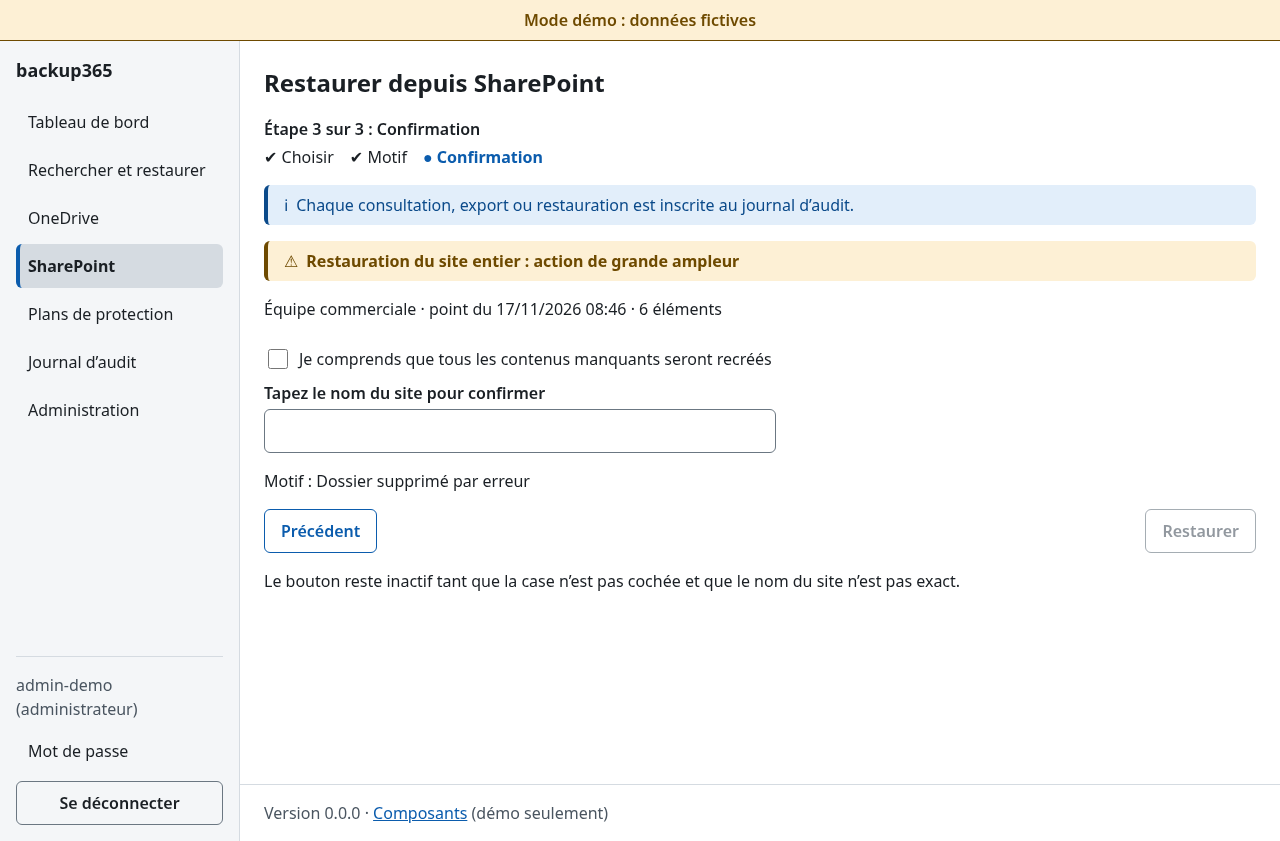 Mode démo : données fictives
backup365
Tableau de bord
Rechercher et restaurer
OneDrive
SharePoint
Plans de protection
Journal d’audit
Administration
admin-demo
(administrateur)
Mot de passe
Se déconnecter
Restaurer depuis SharePoint
Étape 3 sur 3 : Confirmation
✔ Choisir ✔ Motif ● Confirmation
i Chaque consultation, export ou restauration est inscrite au journal d’audit.
⚠ Restauration du site entier : action de grande ampleur
Équipe commerciale · point du 17/11/2026 08:46 · 6 éléments
Je comprends que tous les contenus manquants seront recréés
Tapez le nom du site pour confirmer
Motif : Dossier supprimé par erreur
Précédent
Restaurer
Le bouton reste inactif tant que la case n’est pas cochée et que le nom du site n’est pas exact.
Version 0.0.0 · Composants (démo seulement)